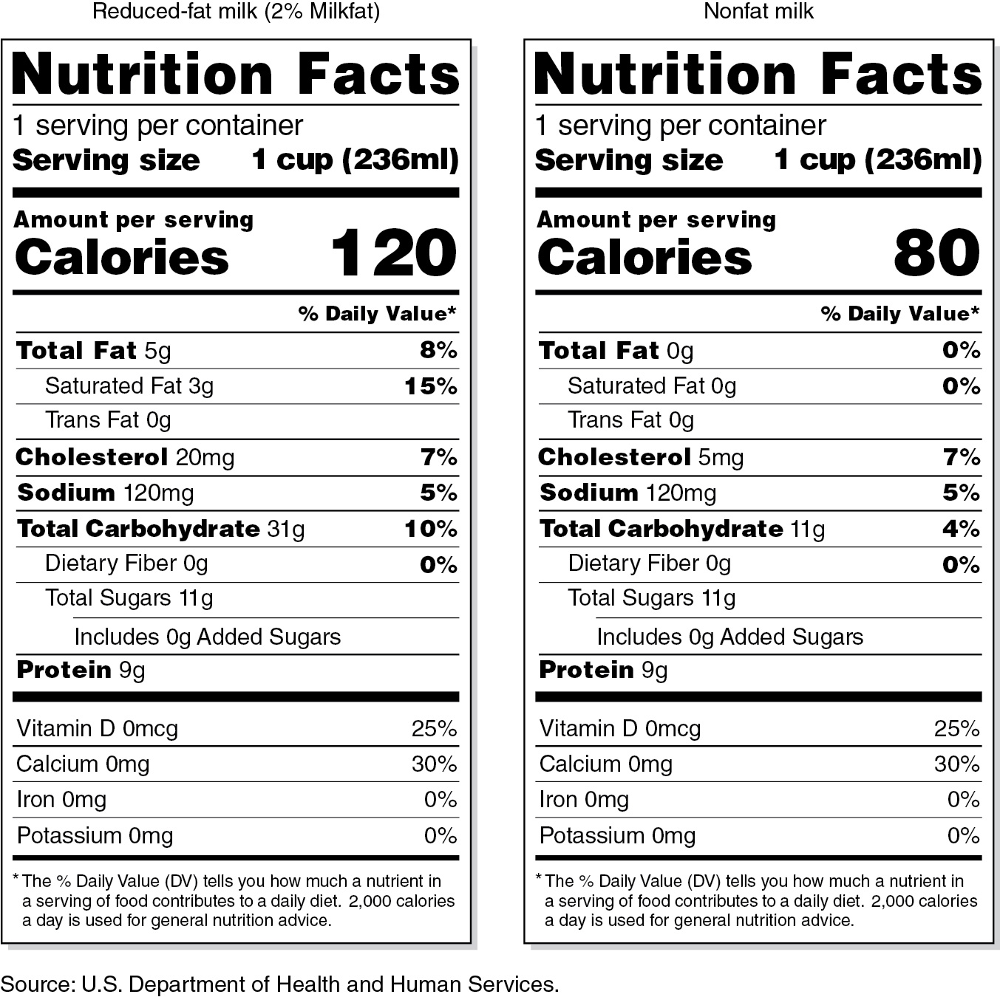 Reduced-fat milk (2% Milkfat)
Nutrition Facts
1 serving per container
Serving size 1 cup (236ml)
Amount per serving
Calories 120
% Daily Value*
Total Fat 5g 8%
Saturated Fat 3g 15%
Trans Fat 0g
Cholesterol 20mg 7%
Sodium 120mg 5%
Total Carbohydrate 31g 10%
Dietary Fiber 0g 0%
Total Sugars 11g
Includes 0g Added Sugars
Protein 9g
Vitamin D 0mcg 25%
Calcium 0mg 30%
Iron 0mg 0%
Potassium 0mg 0%
* The % Daily Value (DV) tells you how much a nutrient in
a serving of food contributes to a daily diet. 2,000 calories
a day is used for general nutrition advice.
Nonfat milk
Nutrition Facts
1 serving per container
Serving size 1 cup (236ml)
Amount per serving
Calories 80
% Daily Value*
Total Fat 0g 0%
Saturated Fat 0g 0%
Trans Fat 0g
Cholesterol 5mg 7%
Sodium 120mg 5%
Total Carbohydrate 11g 4%
Dietary Fiber 0g 0%
Total Sugars 11g
Includes 0g Added Sugars
Protein 9g
Vitamin D 0mcg 25%
Calcium 0mg 30%
Iron 0mg 0%
Potassium 0mg 0%
* The % Daily Value (DV) tells you how much a nutrient in
a serving of food contributes to a daily diet. 2,000 calories
a day is used for general nutrition advice.
Source: U.S. Department of Health and Human Services.